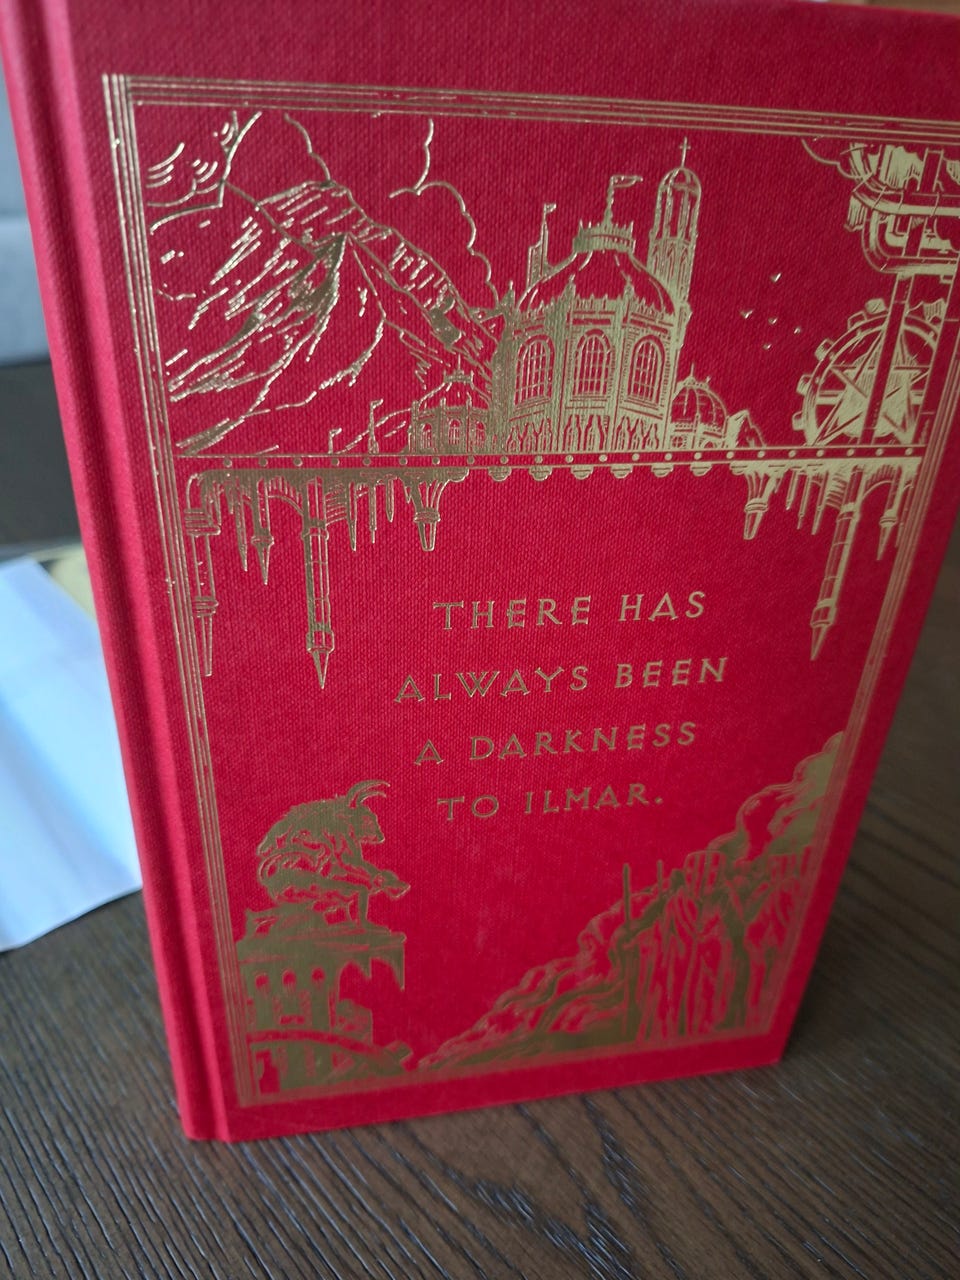 THERE HAS
ALWAYS BEEN
A DARKNESS
TO ILMAR.